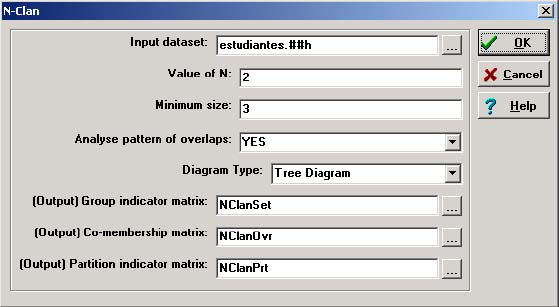 N-Clan
Input dataset: estudiantes.##h ... OK
Value of N: 2 Cancel
Minimum size: 3 ? Help
Analyse pattern of overlaps: YES
Diagram Type: Tree Diagram
(Output) Group indicator matrix: NClanSet ...
(Output) Co-membership matrix: NClanOvr ...
(Output) Partition indicator matrix: NClanPrt ...